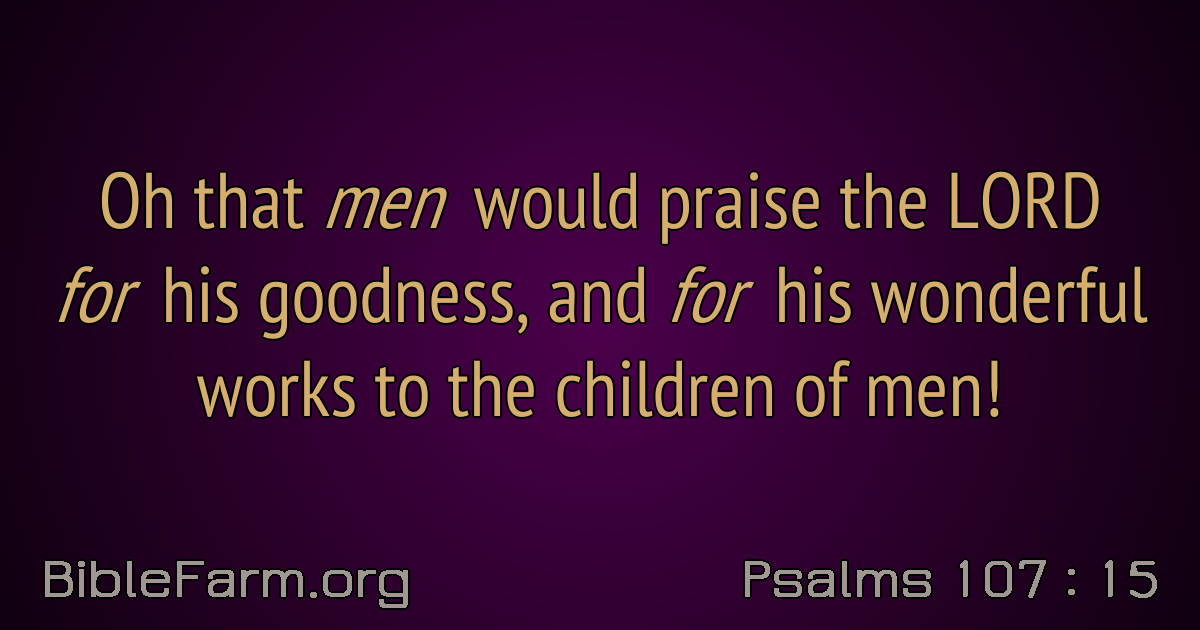 Oh that men would praise the LORD
for his goodness, and for his wonderful
works to the children of men!
BibleFarm.org
Psalms 107 : 15